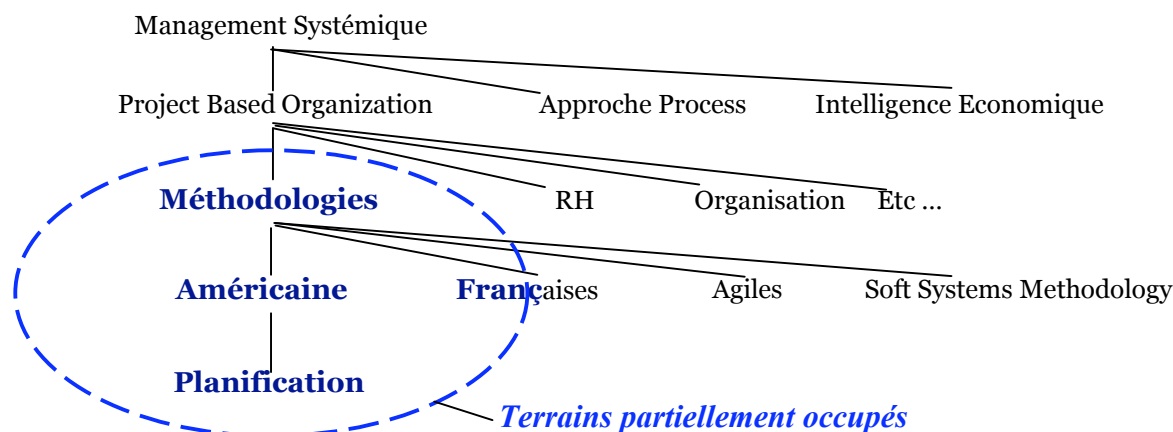 Management Systémique
Project Based Organization Approche Process Intelligence Economique
Méthodologies RH Organisation Etc ...
Américaine Françaises Agiles Soft Systems Methodology
Planification
Terrains partiellement occupés